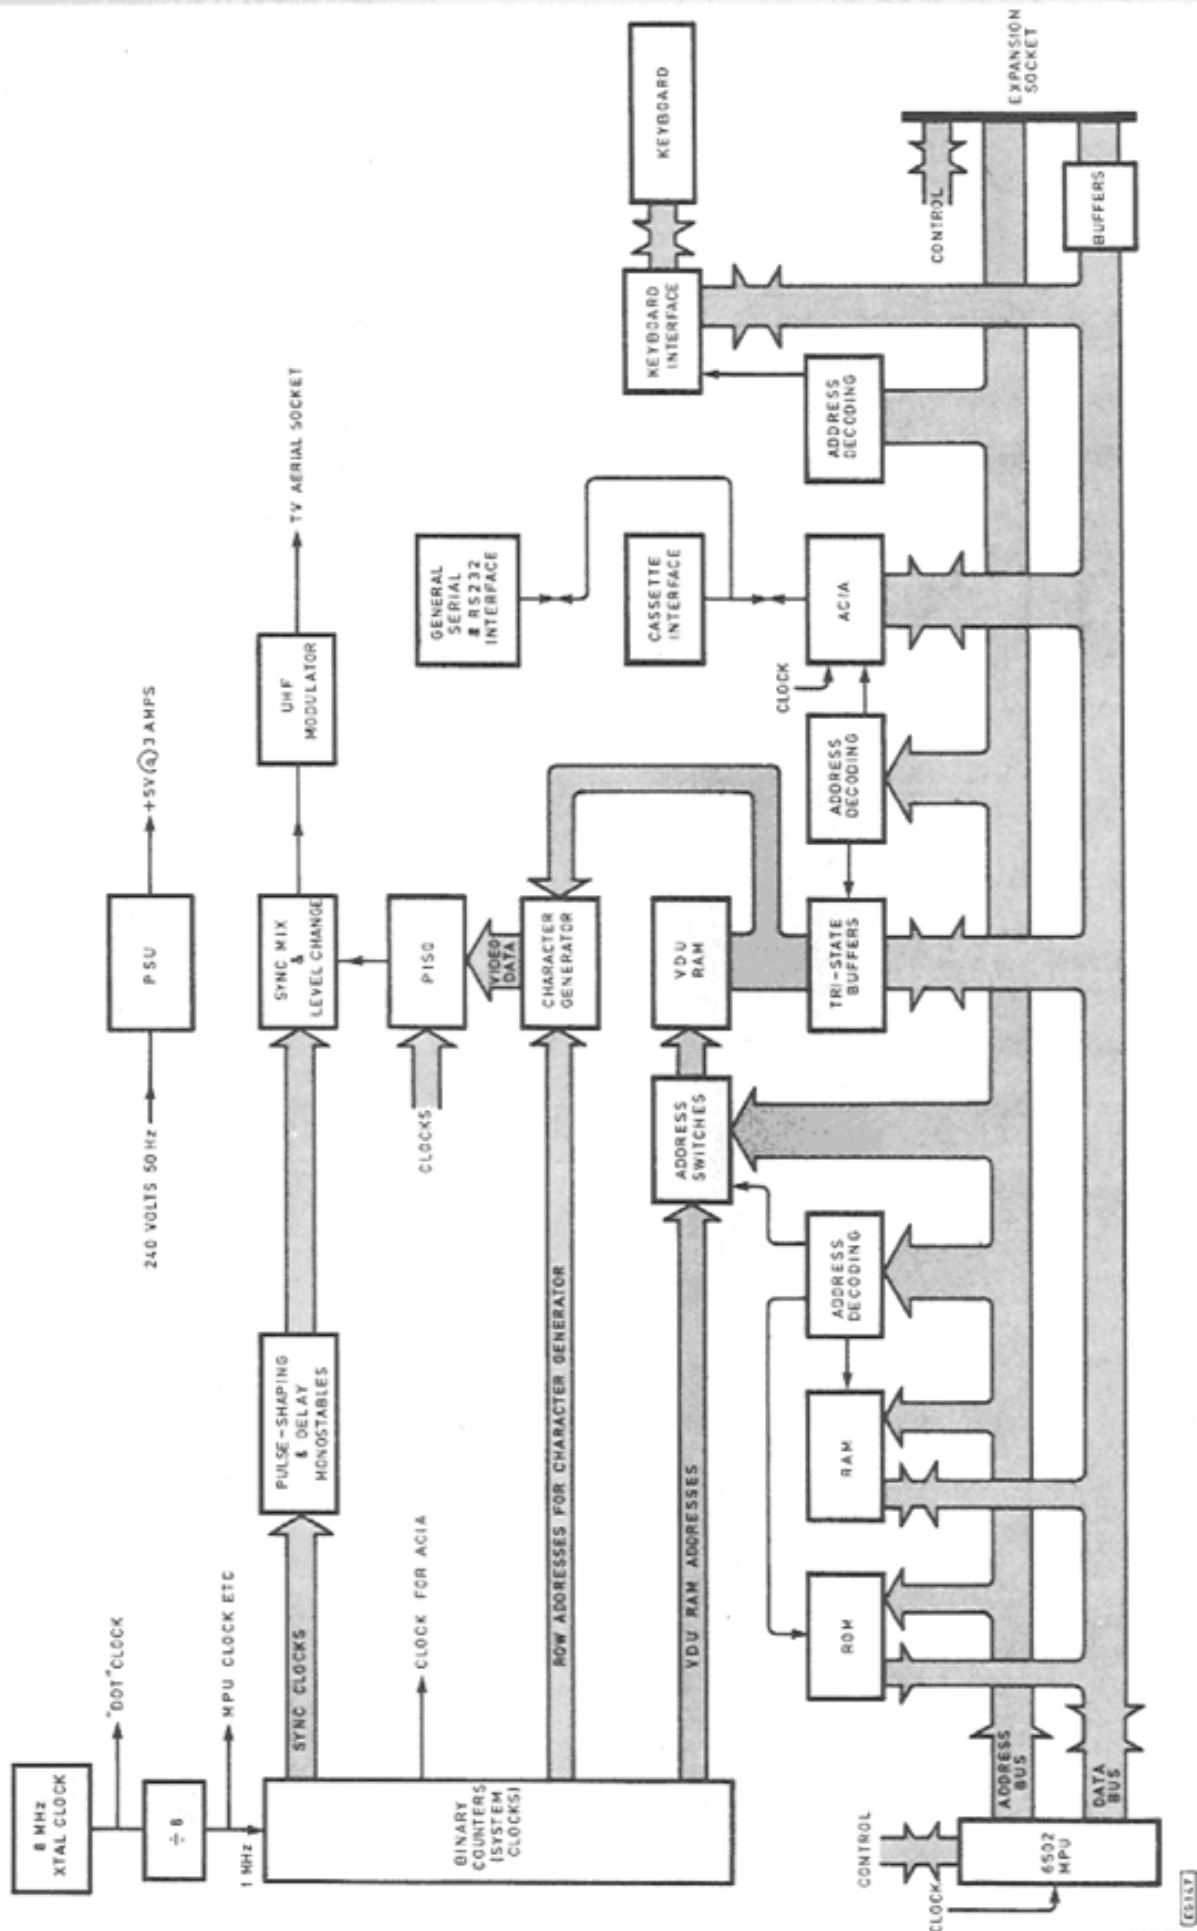 8 MHz
XTAL CLOCK
"DOT" CLOCK
÷ 8
MPU CLOCK ETC
1 MHz
BINARY
COUNTERS
(SYSTEM
CLOCKS)
SYNC CLOCKS
PULSE-SHAPING
& DELAY
MONOSTABLES
CLOCK FOR ACIA
ROW ADDRESSES FOR CHARACTER GENERATOR
VDU RAM ADDRESSES
240 VOLTS 50 Hz
PSU
+5V @ 3 AMPS
SYNC MIX
&
LEVEL CHANGE
UHF
MODULATOR
TV AERIAL SOCKET
CLOCKS
PISO
VIDEO
DATA
CHARACTER
GENERATOR
GENERAL
SERIAL
& RS232
INTERFACE
ADDRESS
SWITCHES
VDU
RAM
CASSETTE
INTERFACE
KEYBOARD
INTERFACE
KEYBOARD
ROM
RAM
ADDRESS
DECODING
TRI-STATE
BUFFERS
ADDRESS
DECODING
CLOCK
ACIA
ADDRESS
DECODING
CONTROL
CLOCK
6502
MPU
ADDRESS
BUS
DATA
BUS
CONTROL
BUFFERS
EXPANSION
SOCKET